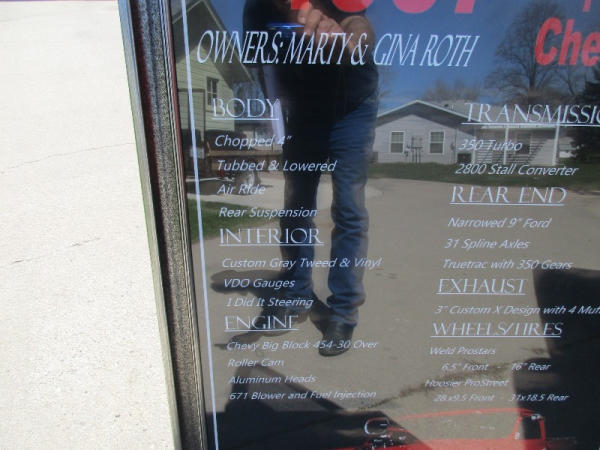 OWNERS: MARTY & GINA ROTH
Che
BODY
Chopped 4"
Tubbed & Lowered
Air Ride
Rear Suspension
INTERIOR
Custom Gray Tweed & Vinyl
VDO Gauges
I Did It Steering
ENGINE
Chevy Big Block 454-30 Over
Roller Cam
Aluminum Heads
671 Blower and Fuel Injection
TRANSMISSIO
350 Turbo
2800 Stall Converter
REAR END
Narrowed 9" Ford
31 Spline Axles
Truetrac with 350 Gears
EXHAUST
3" Custom X Design with 4 Muf
WHEELS/TIRES
Weld Prostars
6.5" Front - 16" Rear
Hoosier ProStreet
28x9.5 Front - 31x18.5 Rear